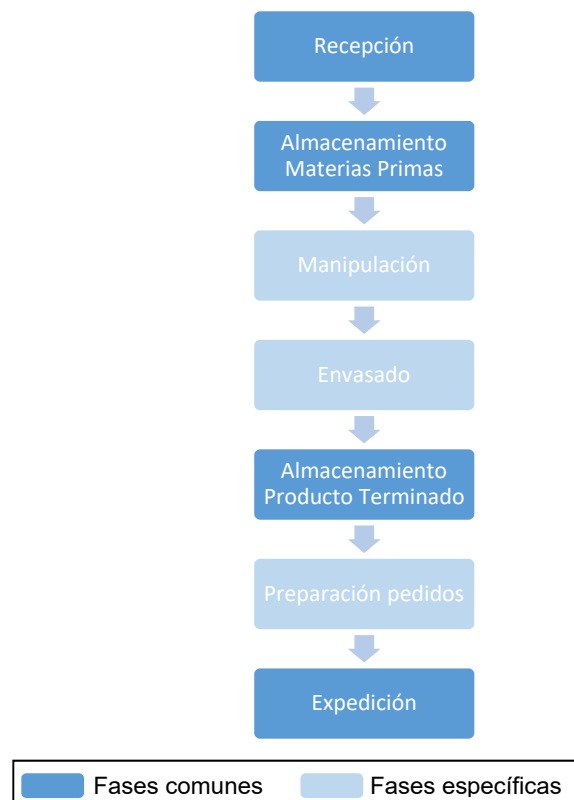 Recepción
Almacenamiento
Materias Primas
Manipulación
Envasado
Almacenamiento
Producto Terminado
Preparación pedidos
Expedición
Fases comunes
Fases específicas